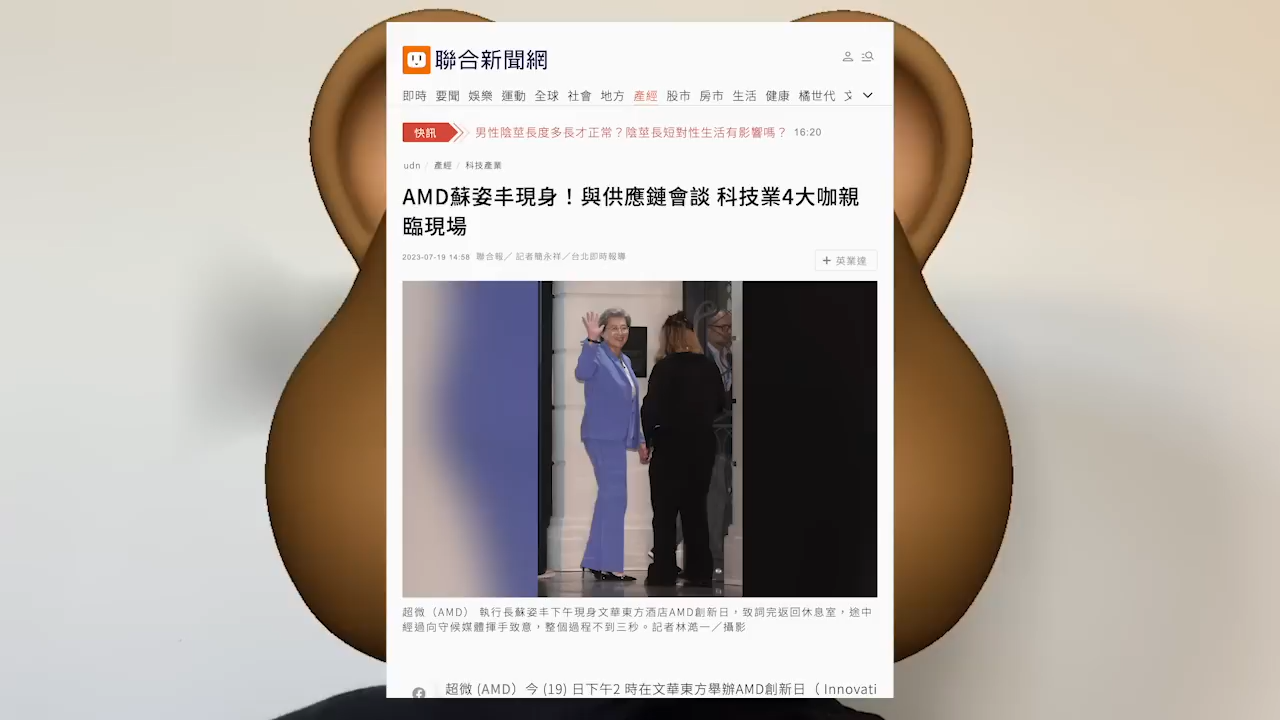 聯合新聞網
即時 要聞 娛樂 運動 全球 社會 地方 產經 股市 房市 生活 健康 橘世代
快訊 男性陰莖長度多長才正常？陰莖長短對性生活有影響嗎？ 16:20
udn / 產經 / 科技產業
AMD蘇姿丰現身！與供應鏈會談 科技業4大咖親
臨現場
2023-07-19 14:58 聯合報／ 記者簡永祥／台北即時報導
+ 英業達
超微（AMD） 執行長蘇姿丰下午現身文華東方酒店AMD創新日，致詞完返回休息室，途中
經過向守候媒體揮手致意，整個過程不到三秒。記者林澔一／攝影
超微 (AMD）今 (19) 日下午2 時在文華東方舉辦AMD創新日（ Innovati